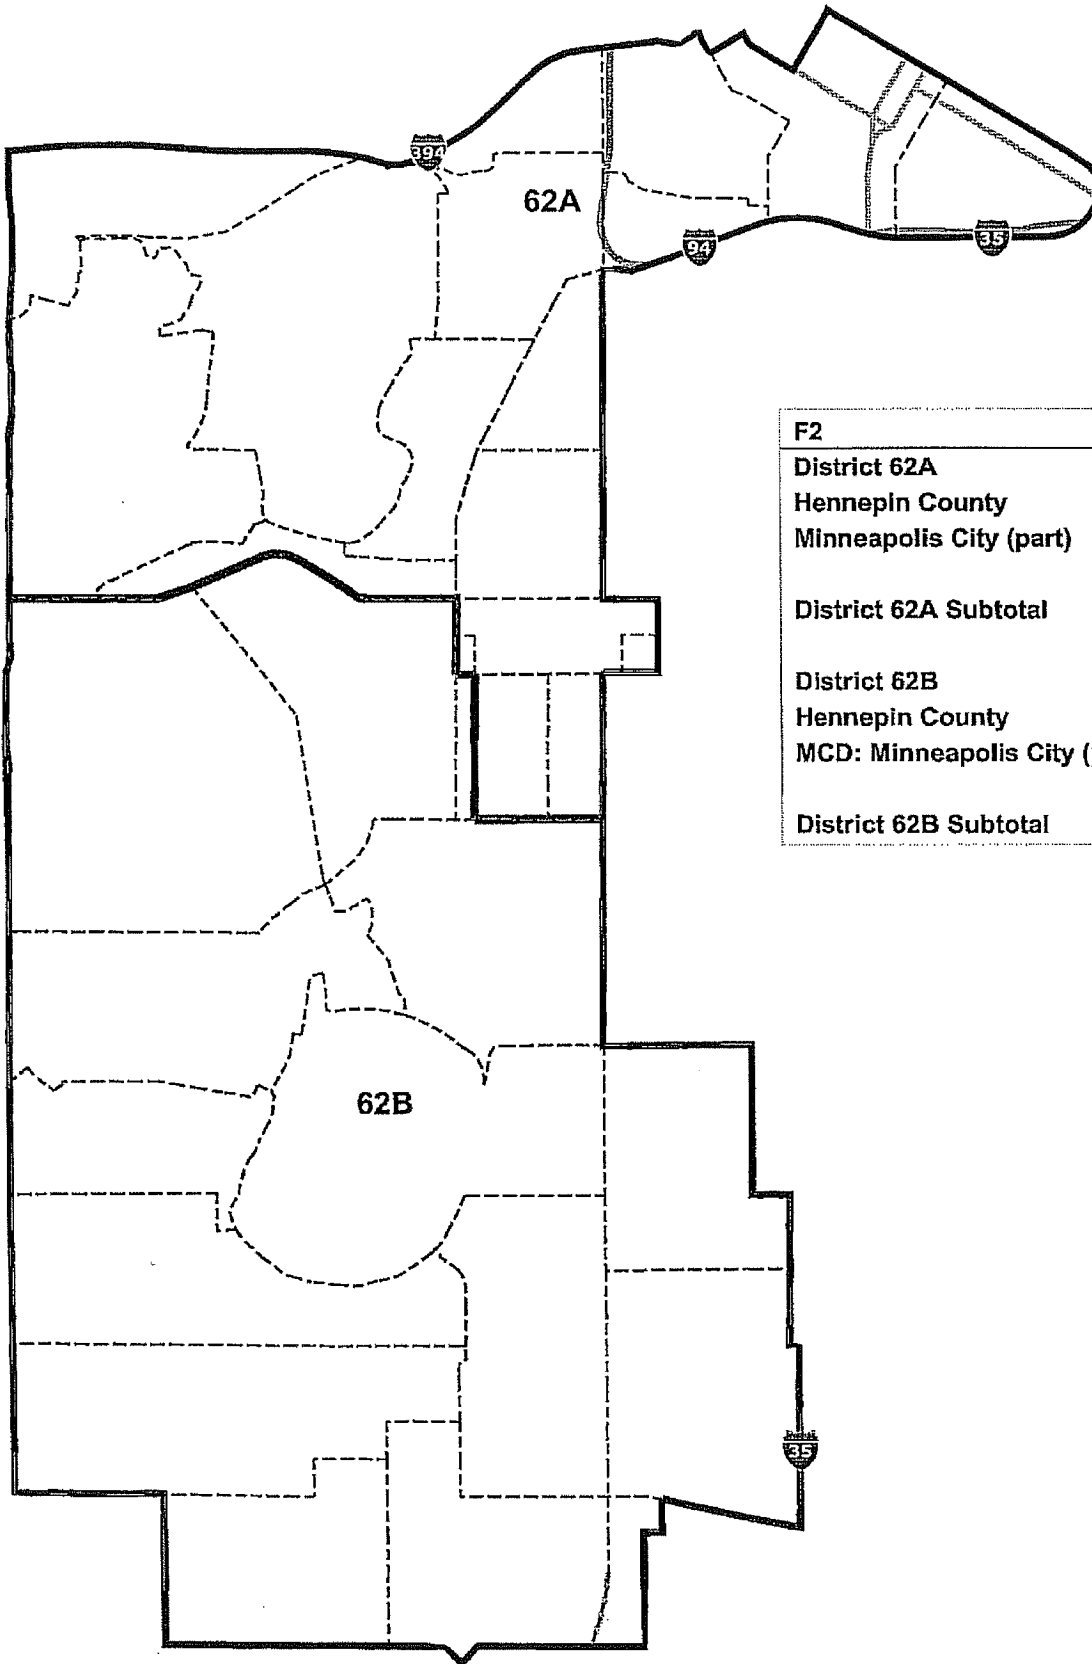 394
62A
94
35
F2
District 62A
Hennepin County
Minneapolis City (part)
District 62A Subtotal
District 62B
Hennepin County
MCD: Minneapolis City (
District 62B Subtotal
62B
35